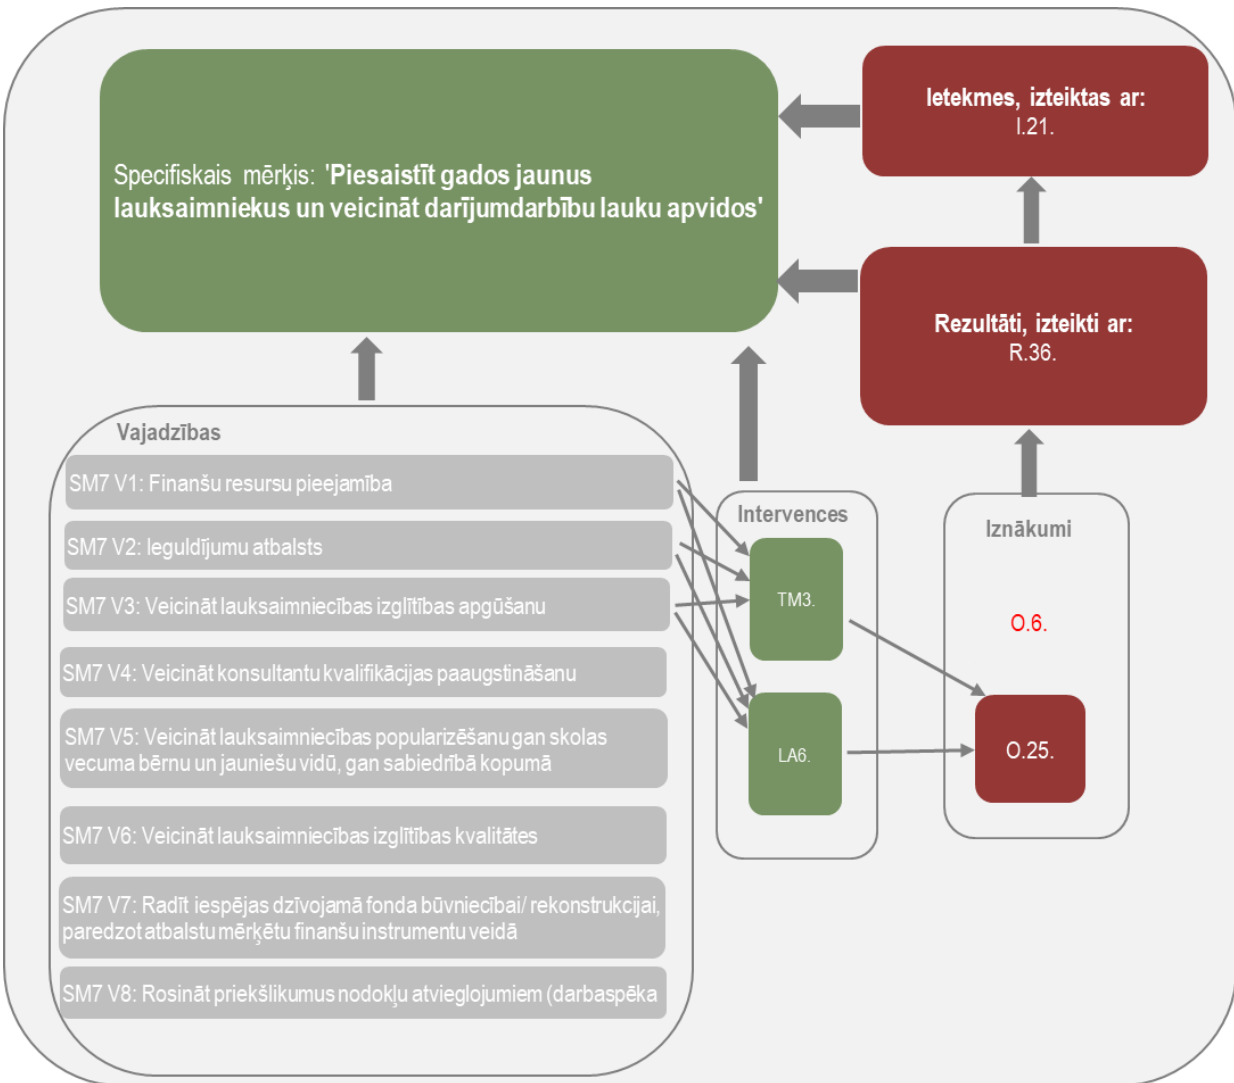 Specifiskais mērķis: 'Piesaistīt gados jaunus
lauksaimniekus un veicināt darījumdarbību lauku apvidos'
Ietekmes, izteiktas ar:
I.21.
Rezultāti, izteikti ar:
R.36.
Vajadzības
SM7 V1: Finanšu resursu pieejamība
SM7 V2: Ieguldījumu atbalsts
SM7 V3: Veicināt lauksaimniecības izglītības apgūšanu
SM7 V4: Veicināt konsultantu kvalifikācijas paaugstināšanu
SM7 V5: Veicināt lauksaimniecības popularizēšanu gan skolas
vecuma bērnu un jauniešu vidū, gan sabiedrībā kopumā
SM7 V6: Veicināt lauksaimniecības izglītības kvalitātes
SM7 V7: Radīt iespējas dzīvojamā fonda būvniecībai/ rekonstrukcijai,
paredzot atbalstu mērķētu finanšu instrumentu veidā
SM7 V8: Rosināt priekšlikumus nodokļu atvieglojumiem (darbaspēka
Intervences
TM3.
LA6.
Iznākumi
O.6.
O.25.